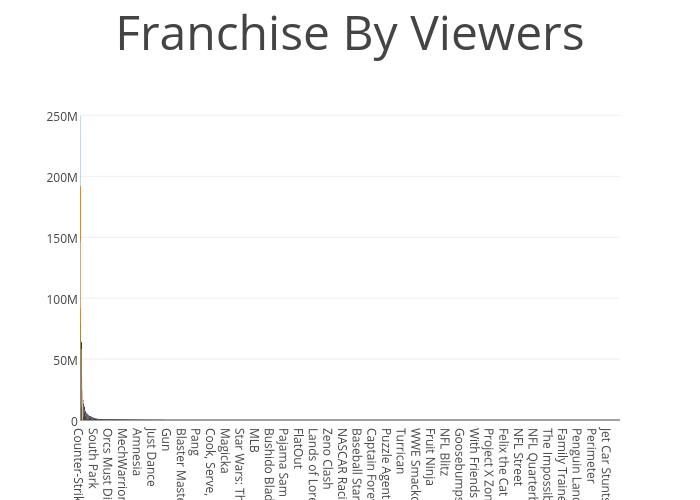 Franchise By Viewers
250M
200M
150M
100M
50M
0
Counter-Strik
South Park
Orcs Must Di
MechWarrior
Amnesia
Just Dance
Gun
Blaster Maste
Pang
Cook, Serve,
Magicka
Star Wars: Th
MLB
Bushido Blad
Pajama Sam
FlatOut
Lands of Lore
Zeno Clash
NASCAR Raci
Baseball Star
Captain Fore
Puzzle Agent
Turrican
WWE Smackd
Fruit Ninja
NFL Blitz
Goosebumps
With Friends
Project X Zon
Felix the Cat
NFL Street
NFL Quarterb
The Impossib
Family Traine
Penguin Land
Perimeter
Jet Car Stunts